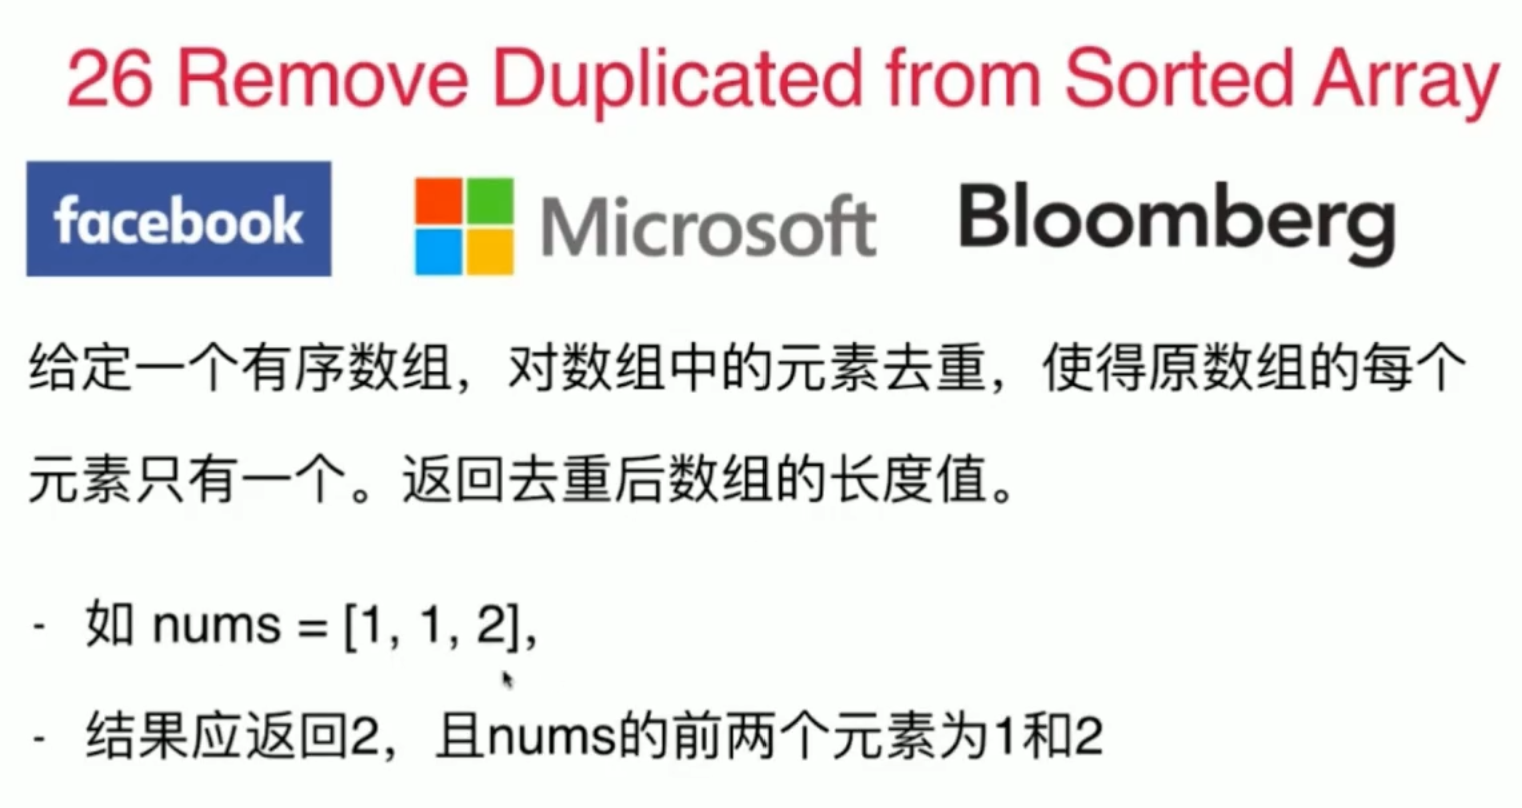 26 Remove Duplicated from Sorted Array
facebook Microsoft Bloomberg
给定一个有序数组，对数组中的元素去重，使得原数组的每个
元素只有一个。返回去重后数组的长度值。
- 如 nums = [1, 1, 2],
- 结果应返回2，且nums的前两个元素为1和2